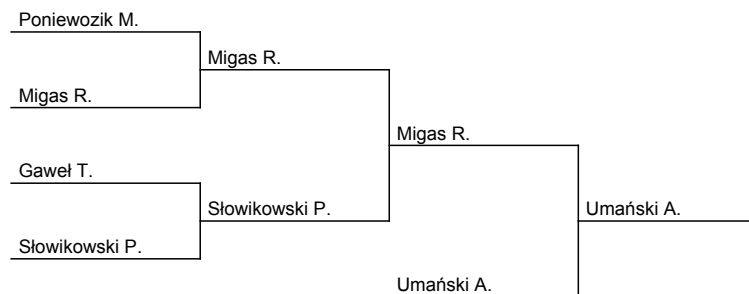 Poniewozik M.
Migas R.
Migas R.
Migas R.
Gaweł T.
Słowikowski P.
Umański A.
Słowikowski P.
Umański A.